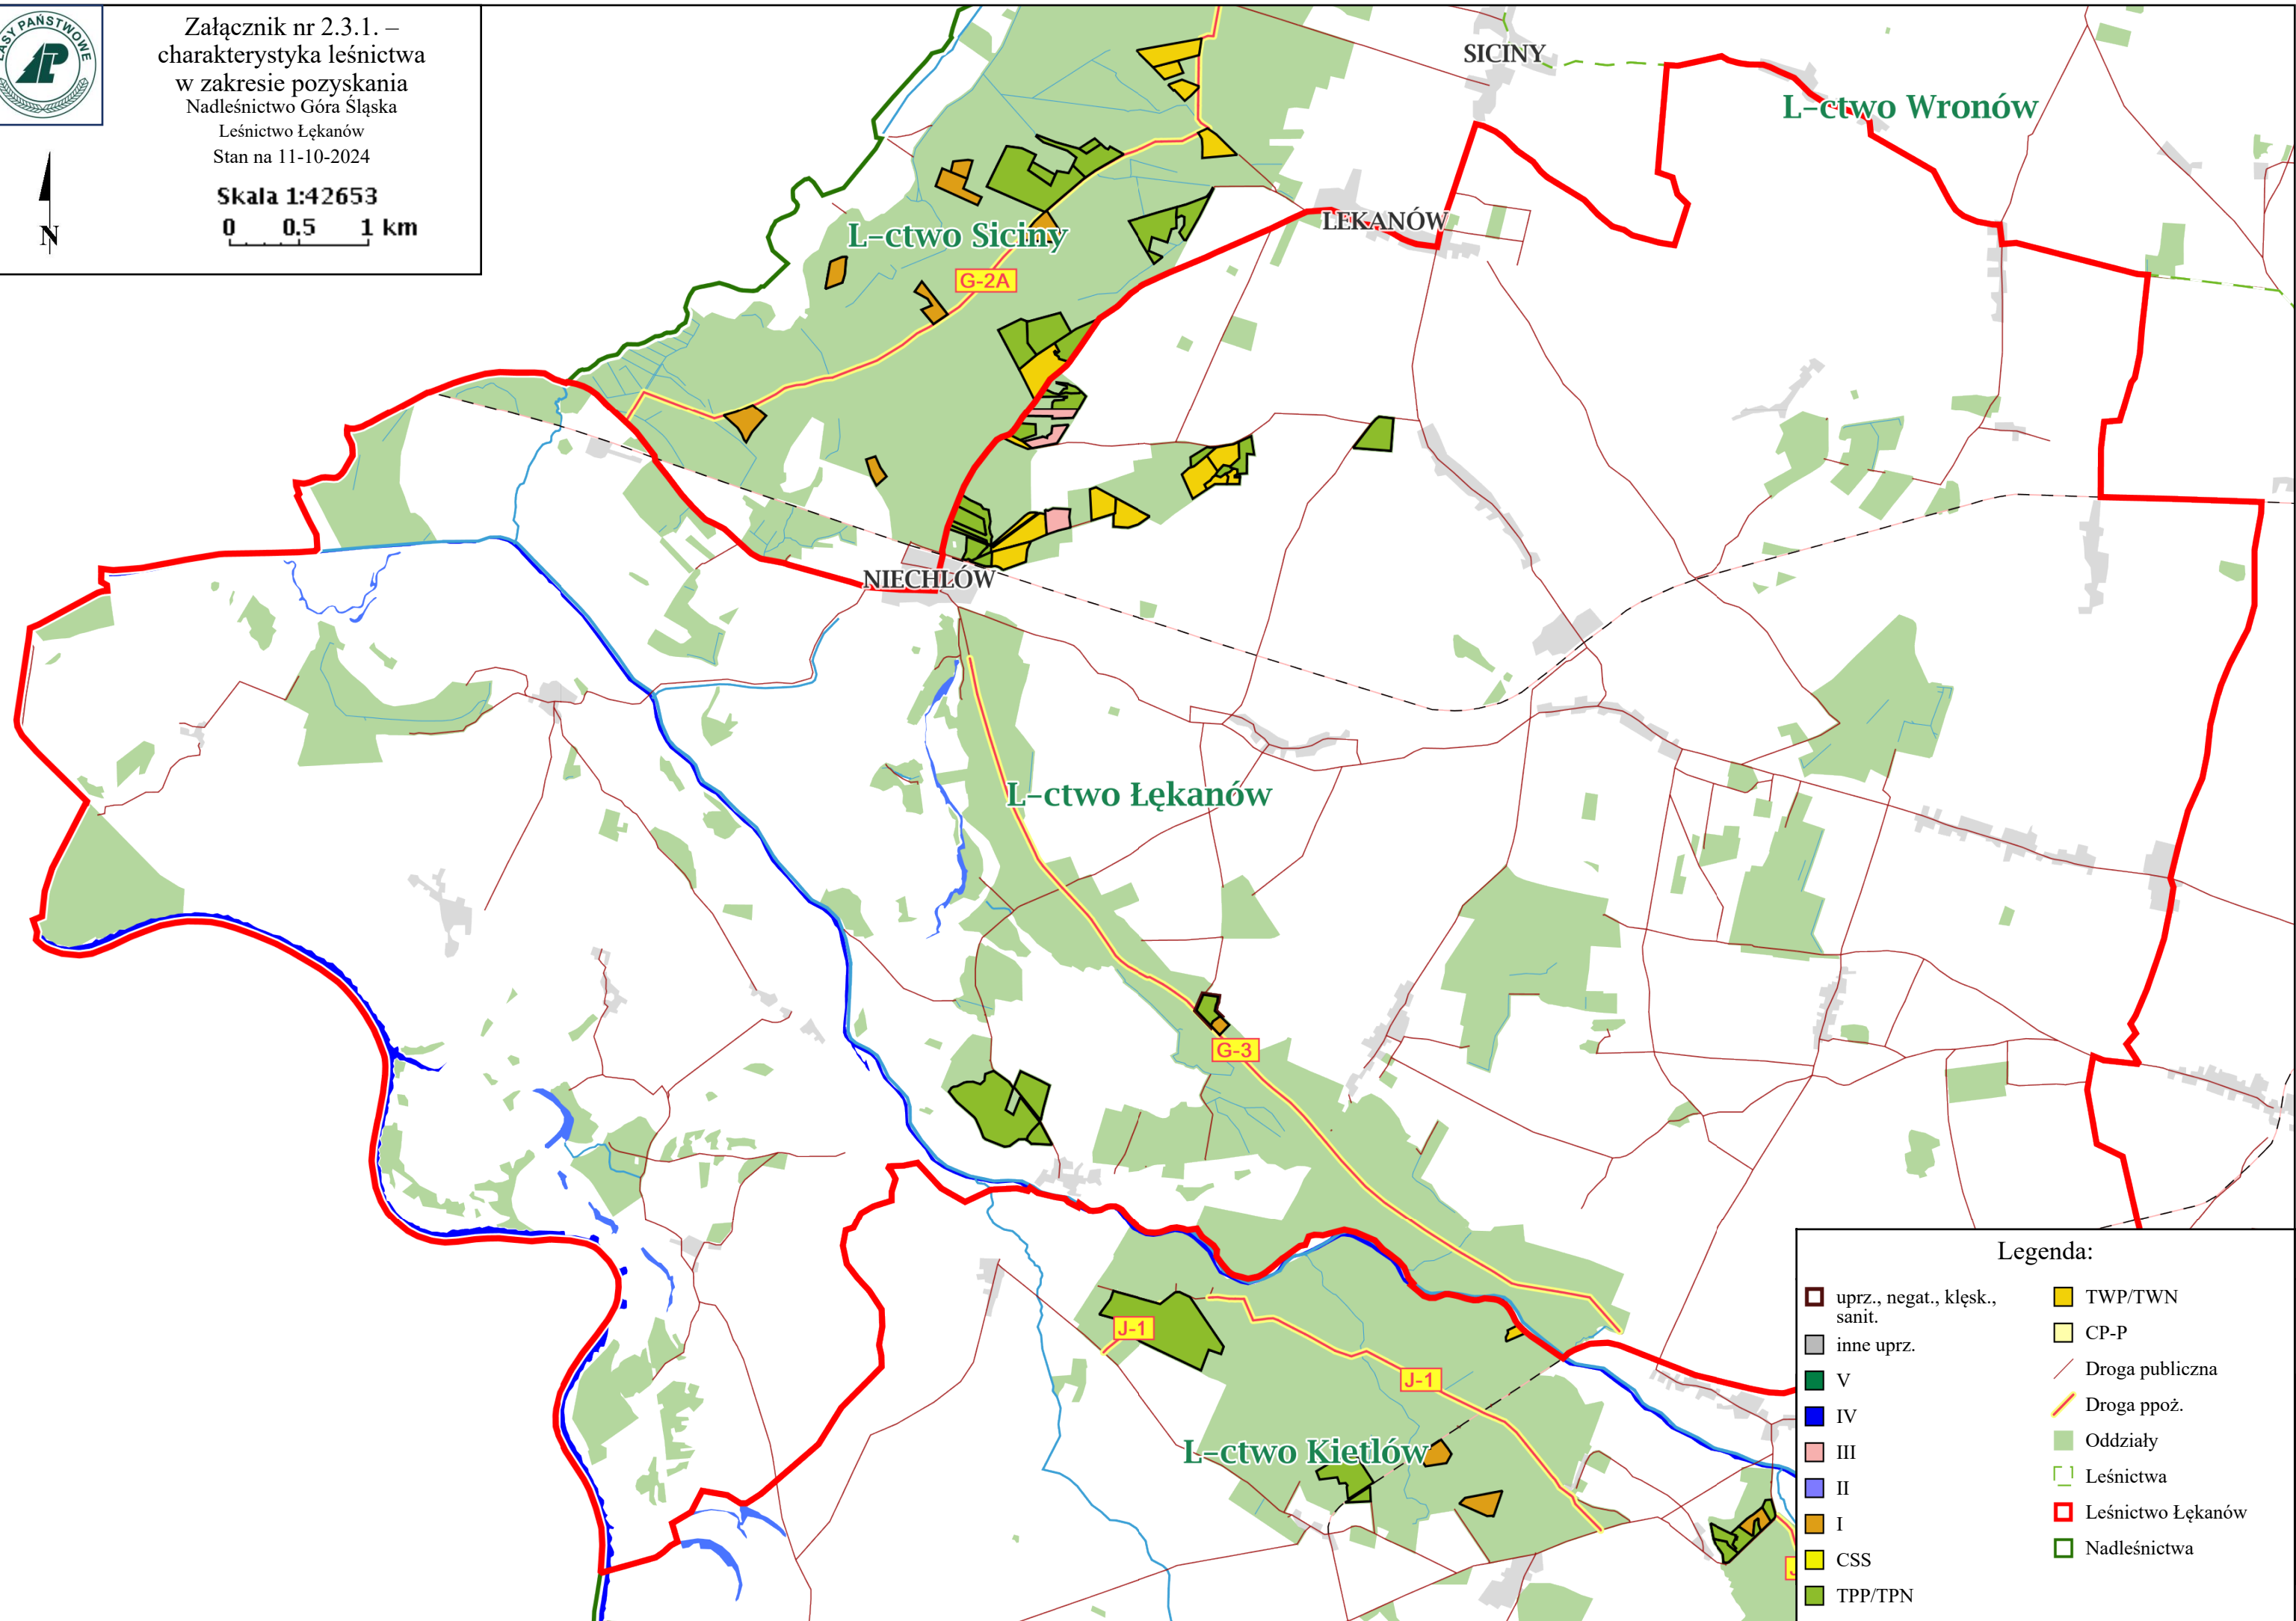 LASY PAŃSTWOWE
Załącznik nr 2.3.1. –
charakterystyka leśnictwa
w zakresie pozyskania
Nadleśnictwo Góra Śląska
Leśnictwo Łękanów
Stan na 11-10-2024
Skala 1:42653
0 0.5 1 km
N
SICINY
L-ctwo Wronów
LEKANÓW
L-ctwo Siciny
G-2A
NIECHLÓW
L-ctwo Łękanów
G-3
J-1
J-1
L-ctwo Kietlów
Legenda:
uprz., negat., klęsk.,
sanit.
inne uprz.
V
IV
III
II
I
CSS
TPP/TPN
TWP/TWN
CP-P
Droga publiczna
Droga ppoż.
Oddziały
Leśnictwa
Leśnictwo Łękanów
Nadleśnictwa